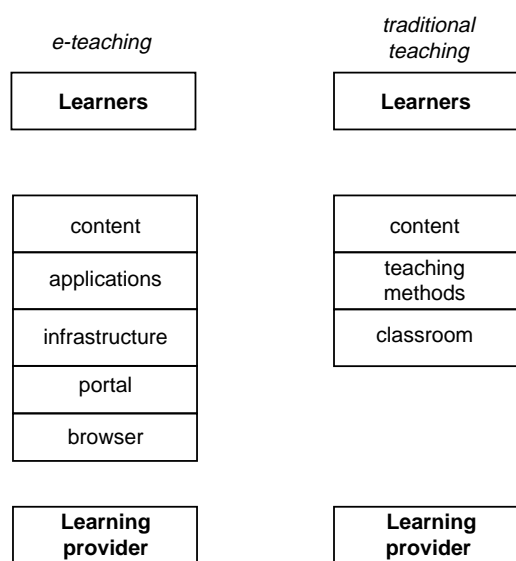 e-teaching
Learners
content
applications
infrastructure
portal
browser
Learning
provider
traditional
teaching
Learners
content
teaching
methods
classroom
Learning
provider